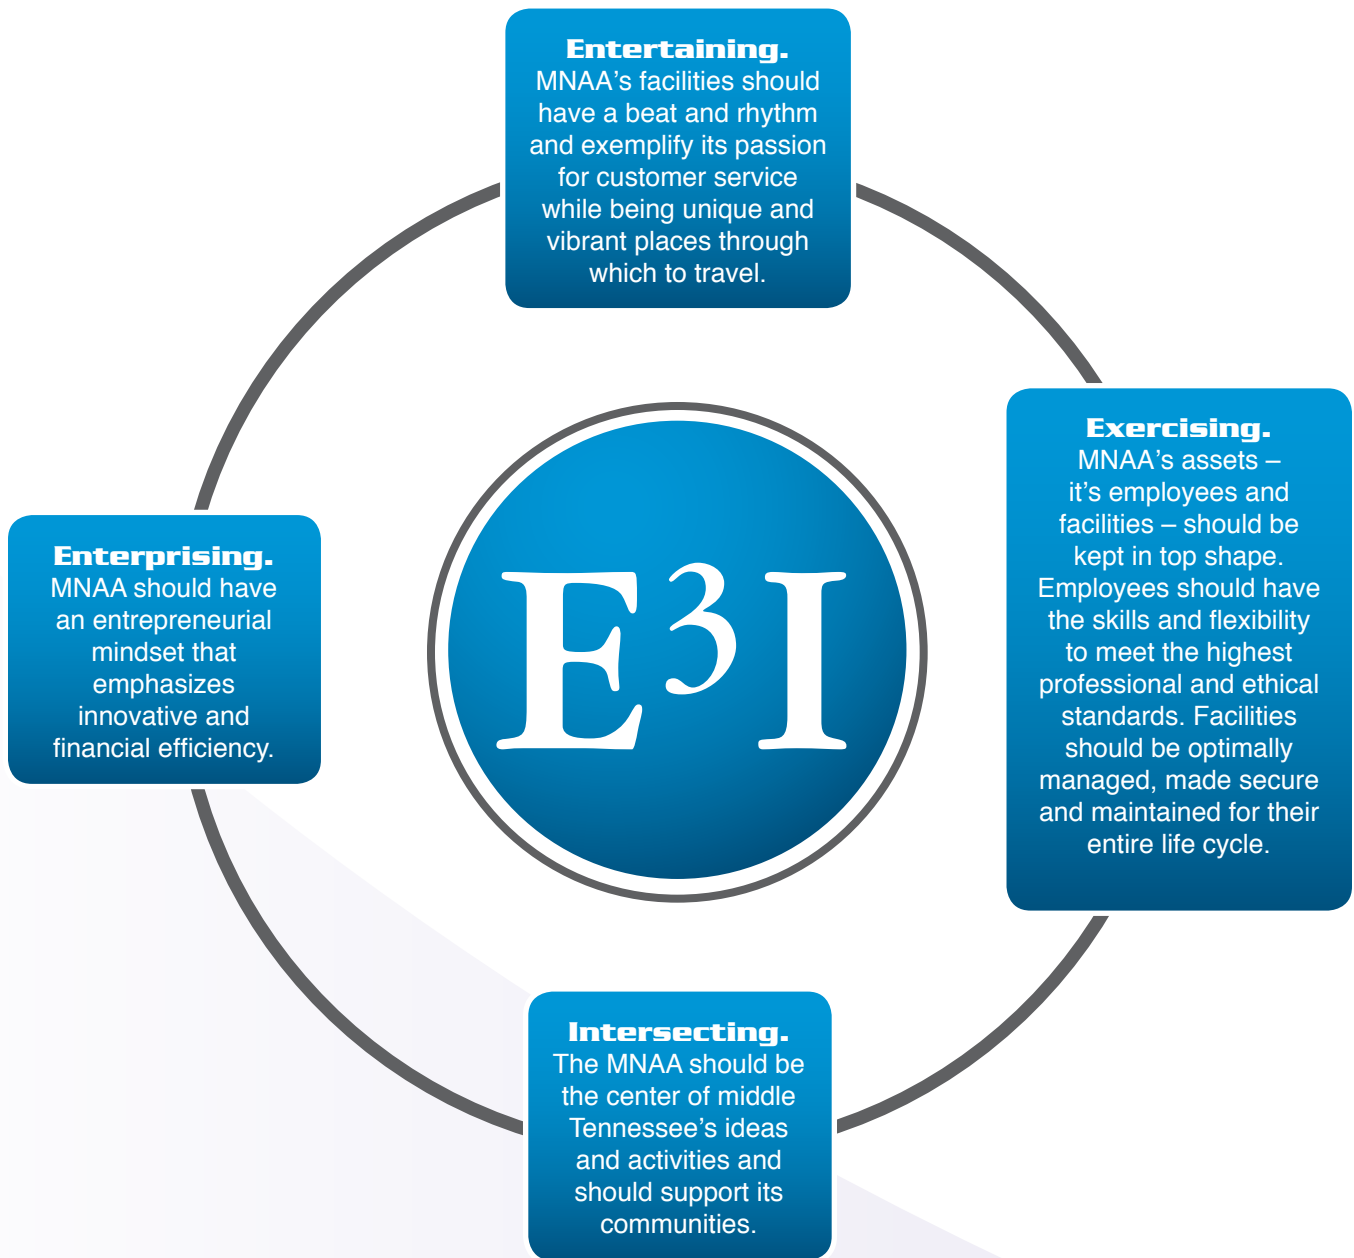 Entertaining.
MNAA’s facilities should
have a beat and rhythm
and exemplify its passion
for customer service
while being unique and
vibrant places through
which to travel.
Exercising.
MNAA’s assets –
it’s employees and
facilities – should be
kept in top shape.
Employees should have
the skills and flexibility
to meet the highest
professional and ethical
standards. Facilities
should be optimally
managed, made secure
and maintained for their
entire life cycle.
E³I
Enterprising.
MNAA should have
an entrepreneurial
mindset that
emphasizes
innovative and
financial efficiency.
Intersecting.
The MNAA should be
the center of middle
Tennessee’s ideas
and activities and
should support its
communities.